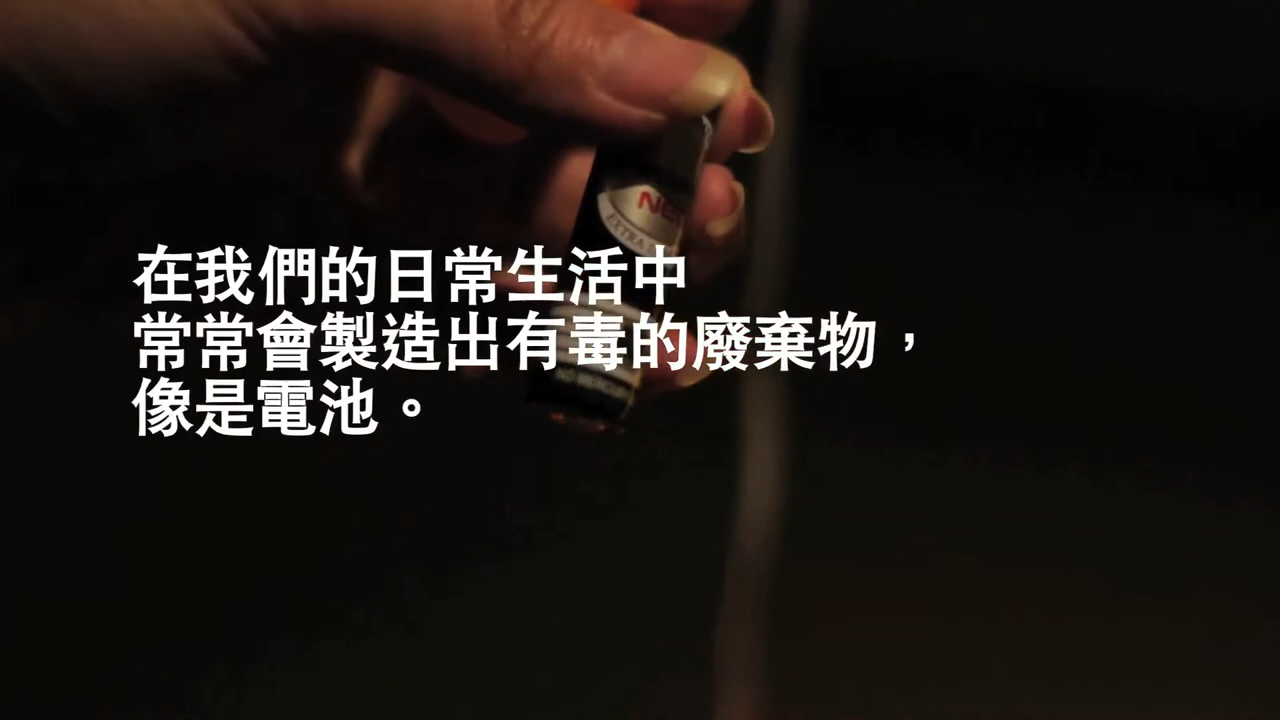 在我們的日常生活中
常常會製造出有毒的廢棄物，
像是電池。